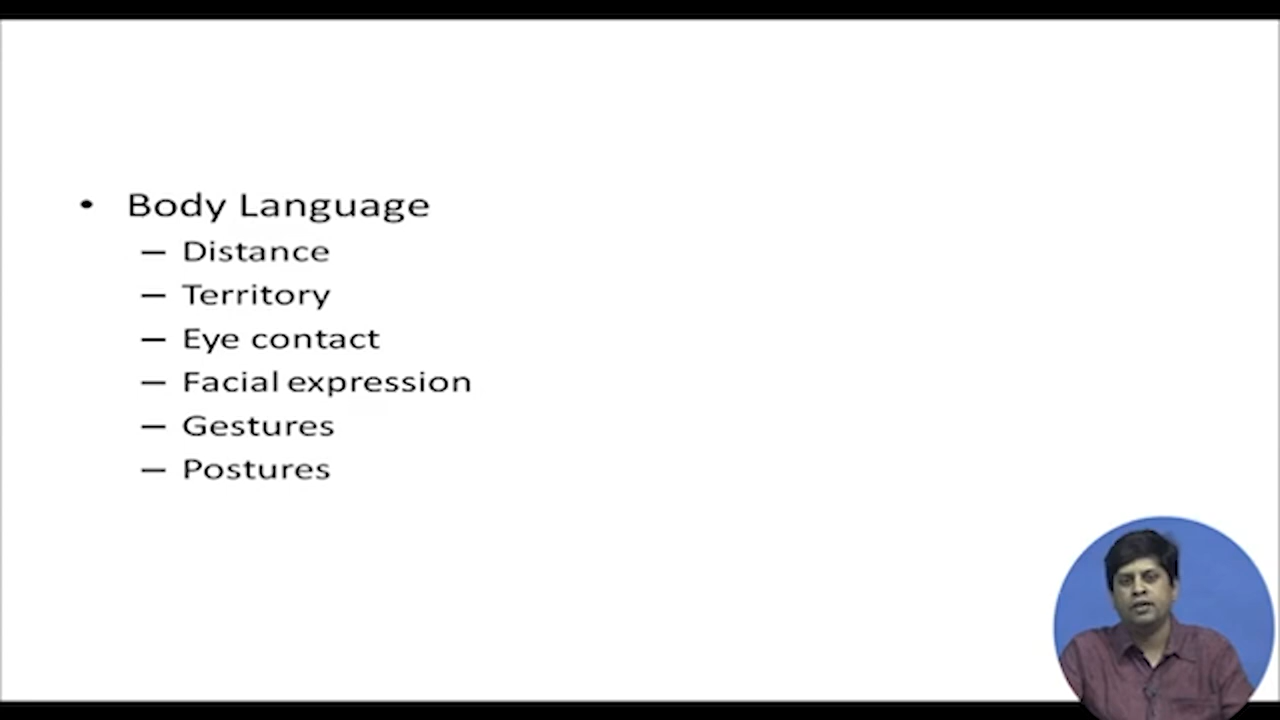 • Body Language
– Distance
– Territory
– Eye contact
– Facial expression
– Gestures
– Postures